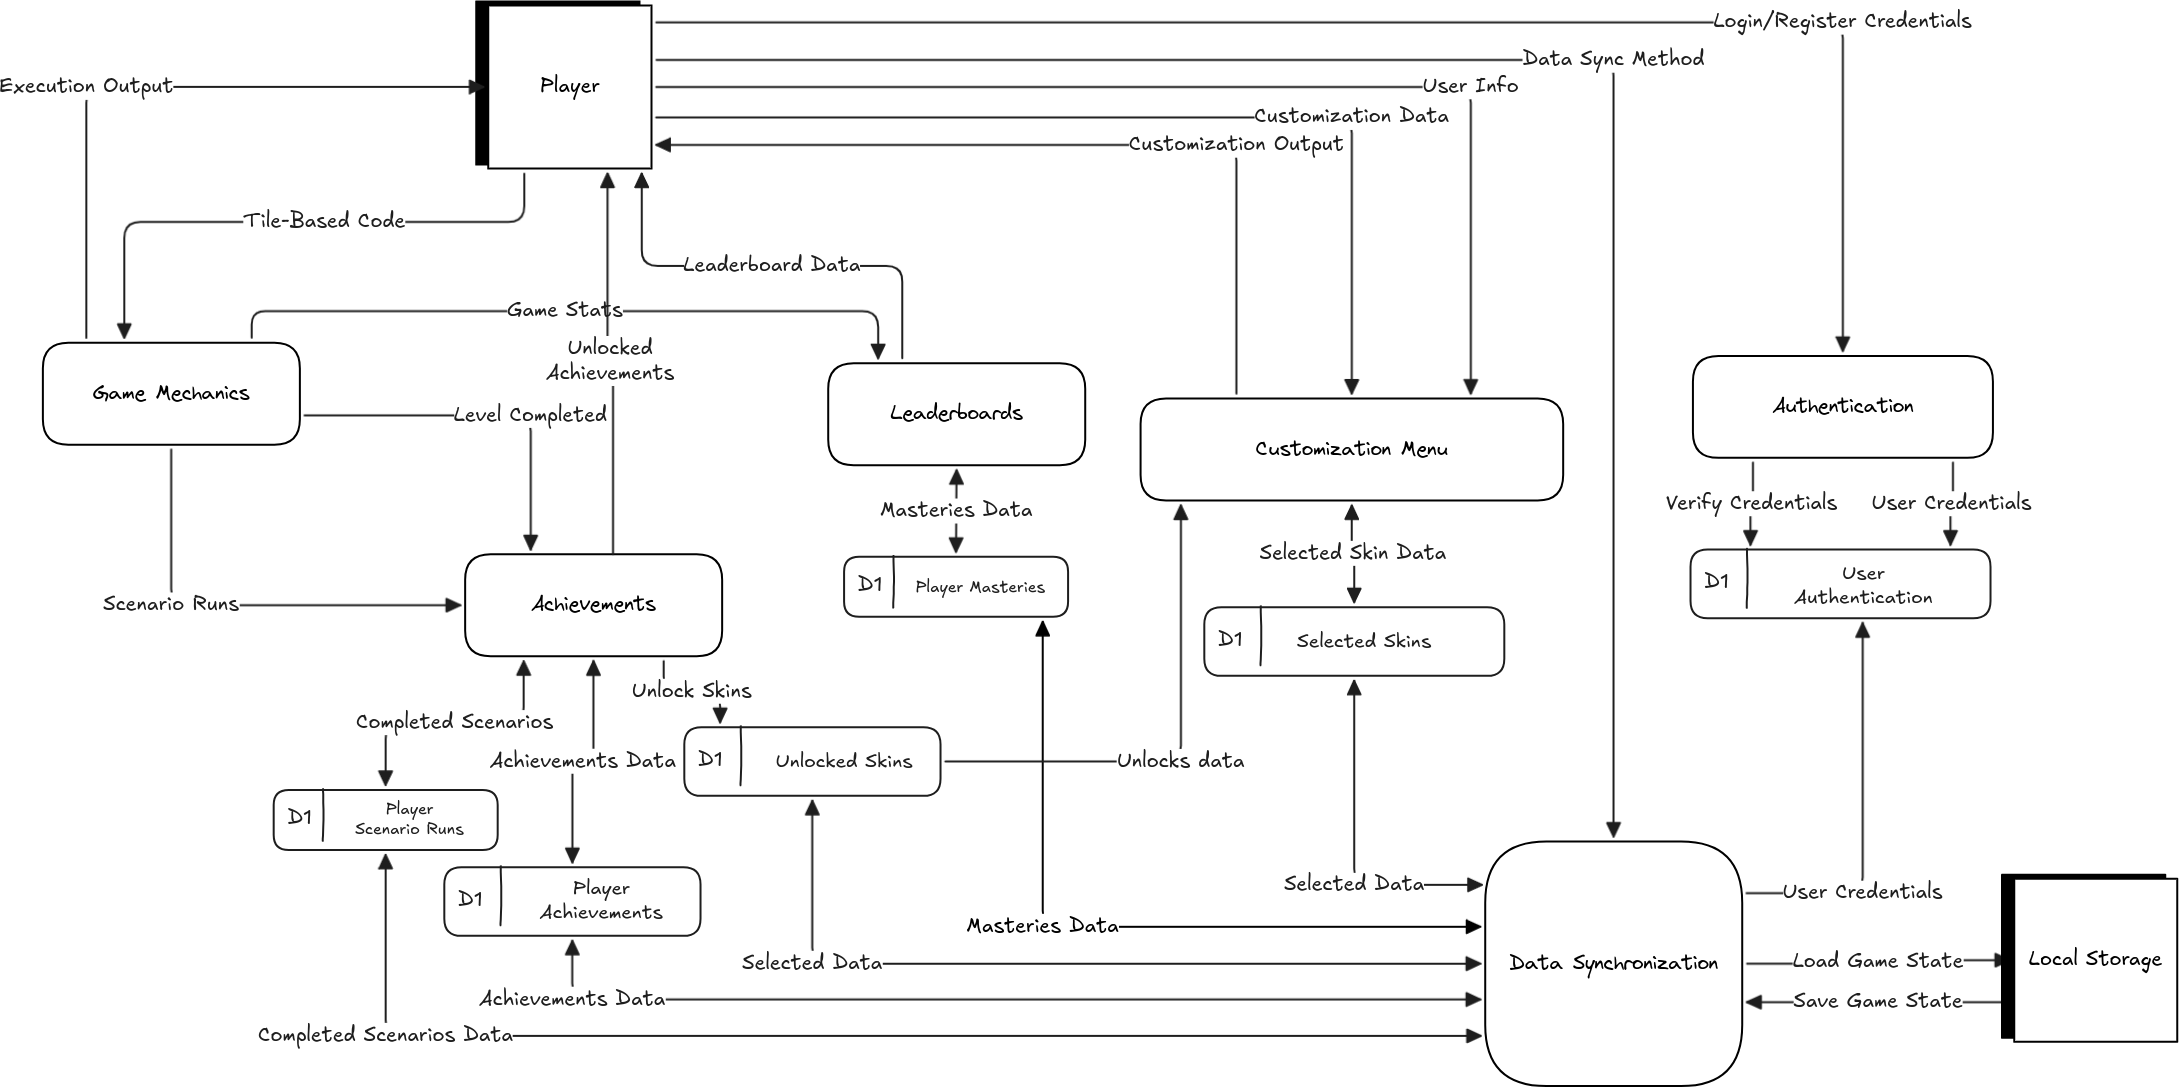 Login/Register Credentials
Data Sync Method
Execution Output
Player
User Info
Customization Data
Customization Output
Tile-Based Code
Leaderboard Data
Game Stats
Unlocked
Achievements
Game Mechanics
Level Completed
Leaderboards
Customization Menu
Authentication
Masteries Data
Verify Credentials
User Credentials
Selected Skin Data
D1
Player Masteries
D1
User
Authentication
Scenario Runs
Achievements
D1
Selected Skins
Unlock Skins
Completed Scenarios
Achievements Data
D1
Unlocked Skins
Unlocks data
D1
Player
Scenario Runs
D1
Player
Achievements
Selected Data
User Credentials
Masteries Data
Selected Data
Data Synchronization
Load Game State
Local Storage
Achievements Data
Save Game State
Completed Scenarios Data